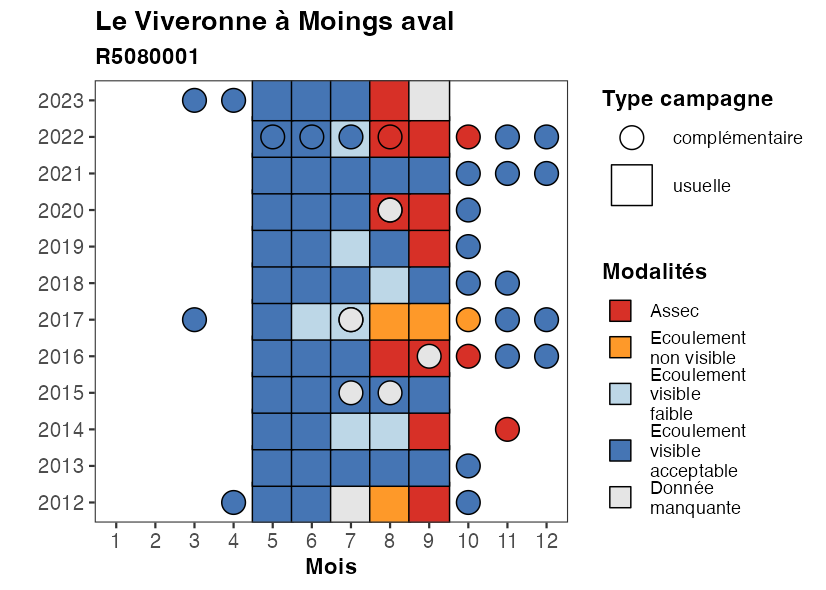 Le Viveronne à Moings aval
R5080001
2023
2022
2021
2020
2019
2018
2017
2016
2015
2014
2013
2012
1 2 3 4 5 6 7 8 9 10 11 12
Mois
Type campagne
complémentaire
usuelle
Modalités
Assec
Ecoulement
non visible
Ecoulement
visible
faible
Ecoulement
visible
acceptable
Donnée
manquante